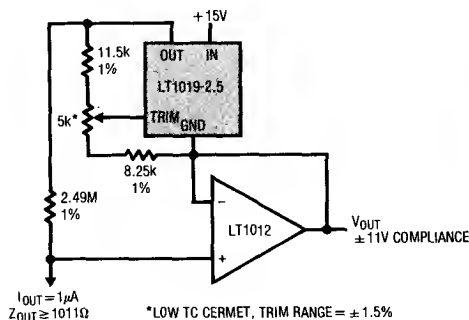 +15V
11.5k
1%
OUT IN
LT1019-2.5
5k*
TRIM
GND
8.25k
1%
2.49M
1%
−
LT1012
+
VOUT
±11V COMPLIANCE
IOUT = 1µA
ZOUT ≥ 1011Ω
*LOW TC CERMET, TRIM RANGE = ±1.5%